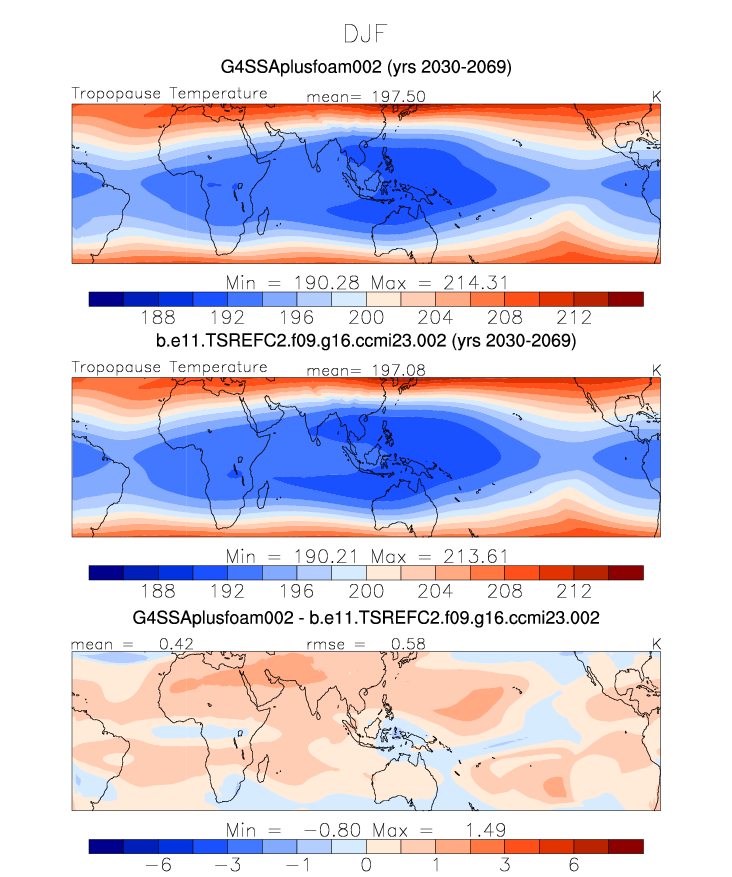 DJF
G4SSAplusfoam002 (yrs 2030-2069)
Tropopause Temperature mean= 197.50 K
Min = 190.28 Max = 214.31
188 192 196 200 204 208 212
b.e11.TSREFC2.f09.g16.ccmi23.002 (yrs 2030-2069)
Tropopause Temperature mean= 197.08 K
Min = 190.21 Max = 213.61
188 192 196 200 204 208 212
G4SSAplusfoam002 - b.e11.TSREFC2.f09.g16.ccmi23.002
mean = 0.42 rmse = 0.58 K
Min = -0.80 Max = 1.49
-6 -3 -1 0 1 3 6